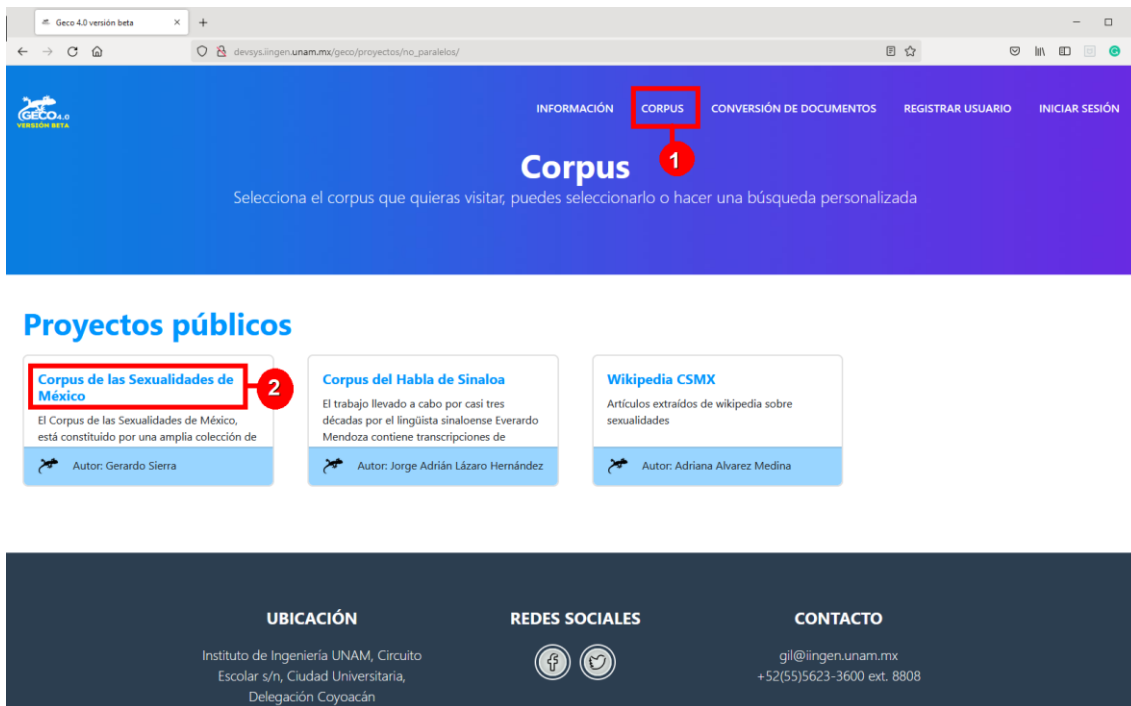 Geco 4.0 versión beta
devsys.iingen.unam.mx/geco/proyectos/no_paralelos/
GECO 4.0
VERSIÓN BETA
INFORMACIÓN
CORPUS
CONVERSIÓN DE DOCUMENTOS
REGISTRAR USUARIO
INICIAR SESIÓN
1
Corpus
Selecciona el corpus que quieras visitar, puedes seleccionarlo o hacer una búsqueda personalizada
Proyectos públicos
Corpus de las Sexualidades de
México
2
El Corpus de las Sexualidades de México,
está constituido por una amplia colección de
Autor: Gerardo Sierra
Corpus del Habla de Sinaloa
El trabajo llevado a cabo por casi tres
décadas por el lingüista sinaloense Everardo
Mendoza contiene transcripciones de
Autor: Jorge Adrián Lázaro Hernández
Wikipedia CSMX
Artículos extraídos de wikipedia sobre
sexualidades
Autor: Adriana Alvarez Medina
UBICACIÓN
Instituto de Ingeniería UNAM, Circuito
Escolar s/n, Ciudad Universitaria,
Delegación Coyoacán
REDES SOCIALES
CONTACTO
gil@iingen.unam.mx
+52(55)5623-3600 ext. 8808